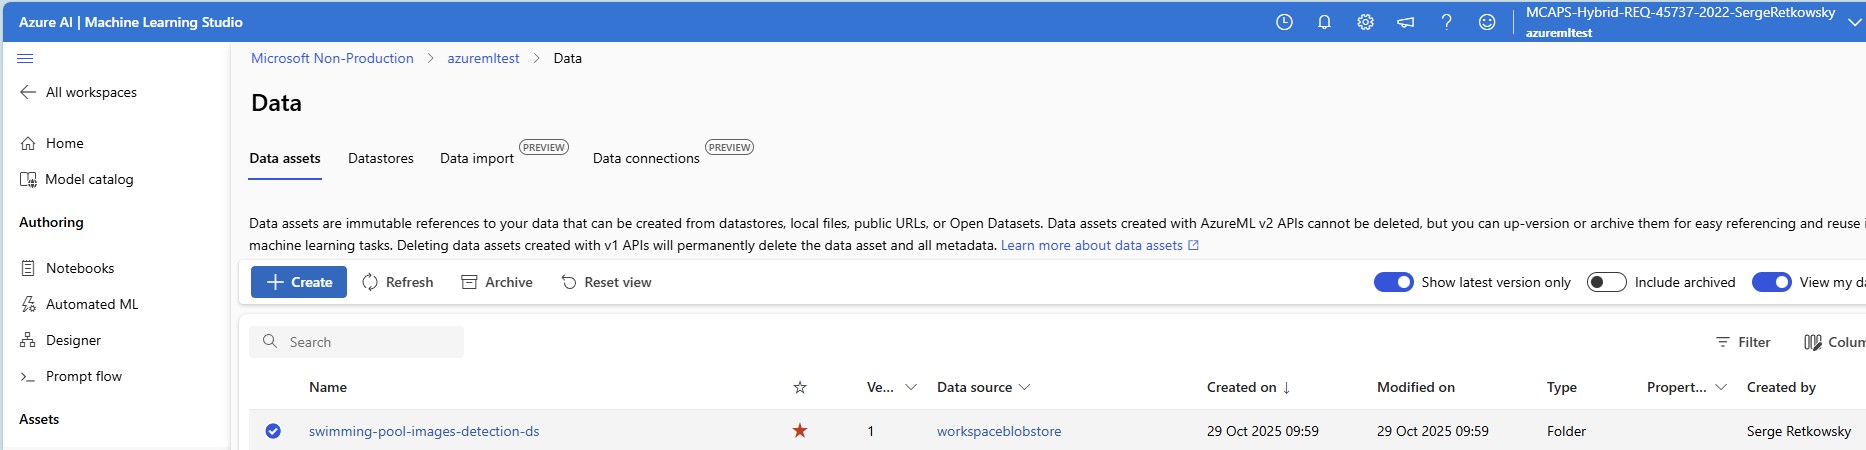 Azure AI | Machine Learning Studio
MCAPS-Hybrid-REQ-45737-2022-SergeRetkowsky
azuremltest
All workspaces
Home
Model catalog
Authoring
Notebooks
Automated ML
Designer
Prompt flow
Assets
Microsoft Non-Production > azuremltest > Data
Data
Data assets Datastores Data import PREVIEW Data connections PREVIEW
Data assets are immutable references to your data that can be created from datastores, local files, public URLs, or Open Datasets. Data assets created with AzureML v2 APIs cannot be deleted, but you can up-version or archive them for easy referencing and reuse i
machine learning tasks. Deleting data assets created with v1 APIs will permanently delete the data asset and all metadata. Learn more about data assets
Create Refresh Archive Reset view Show latest version only Include archived View my da
Search Filter Colum
Name Ve... Data source Created on ↓ Modified on Type Propert... Created by
swimming-pool-images-detection-ds 1 workspaceblobstore 29 Oct 2025 09:59 29 Oct 2025 09:59 Folder Serge Retkowsky